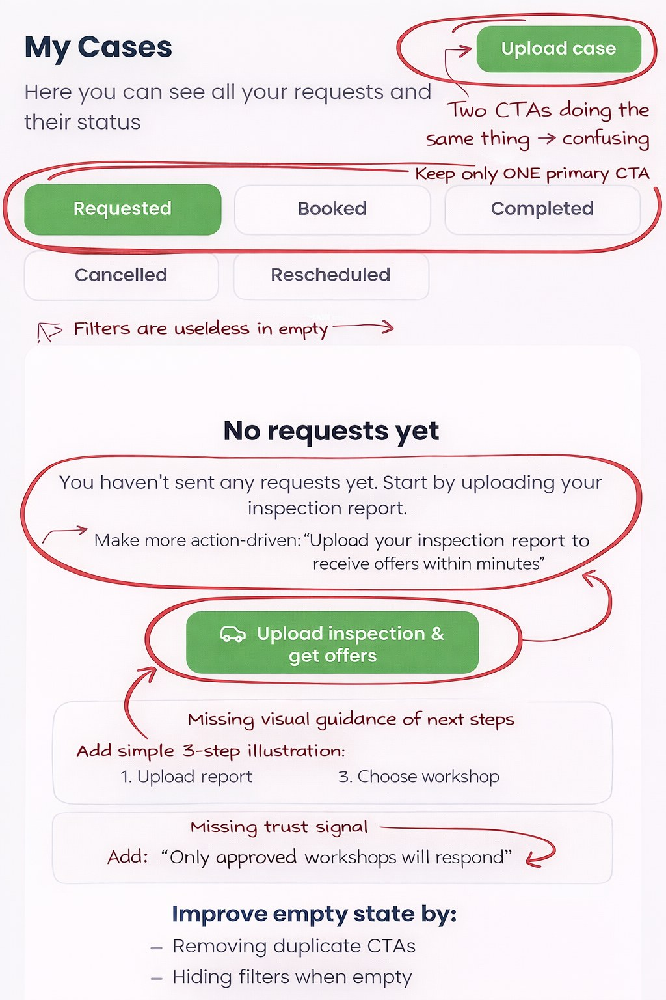 My Cases
Upload case
Here you can see all your requests and
their status
Two CTAs doing the
same thing → confusing
Keep only ONE primary CTA
Requested
Booked
Completed
Cancelled
Rescheduled
Filters are useldess in empty
No requests yet
You haven't sent any requests yet. Start by uploading your
inspection report.
Make more action-driven: “Upload your inspection report to
receive offers within minutes”
Upload inspection &
get offers
Missing visual guidance of next steps
Add simple 3-step illustration:
1. Upload report
3. Choose workshop
Missing trust signal
Add: “Only approved workshops will respond”
Improve empty state by:
– Removing duplicate CTAs
– Hiding filters when empty